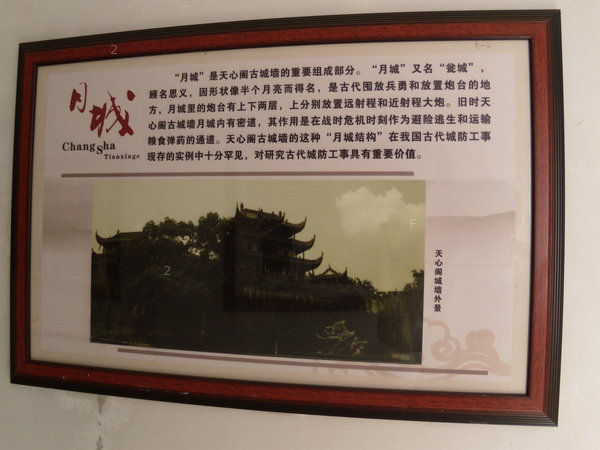 月城
Changsha
Tianxinge
“月城”是天心阁古城墙的重要组成部分。“月城”又名“瓮城”，
顾名思义，因形状像半个月亮而得名，是古代囤放兵勇和放置炮台的地
方，月城里的炮台有上下两层，上分别放置远射程和近射程大炮。旧时天
心阁古城墙月城内有密道，其作用是在战时危机时刻作为避险逃生和运输
粮食弹药的通道。天心阁古城墙的这种“月城结构”在我国古代城防工事
现存的实例中十分罕见，对研究古代城防工事具有重要价值。
天心阁城墙外景
2
F
2
F